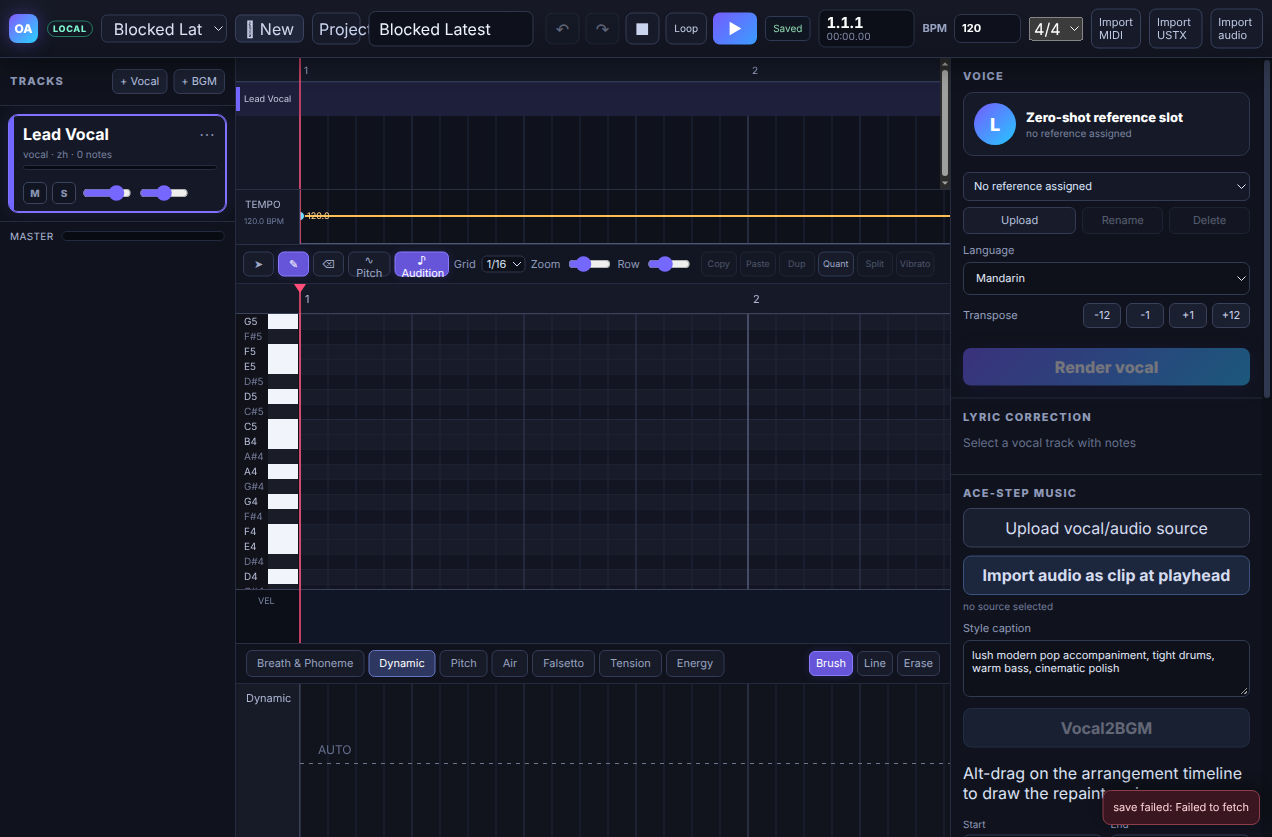 OA
LOCAL
Blocked Lat
New
Project
Blocked Latest
Loop
Saved
1.1.1
00:00.00
BPM
120
4/4
Import MIDI
Import USTX
Import audio
TRACKS
+ Vocal
+ BGM
Lead Vocal
...
vocal · zh · 0 notes
M
S
MASTER
1
2
Lead Vocal
TEMPO
120.0 BPM
120.0
Pitch
Audition
Grid
1/16
Zoom
Row
Copy
Paste
Dup
Quant
Split
Vibrato
1
2
G5
F#5
F5
E5
D#5
D5
C#5
C5
B4
A#4
A4
G#4
G4
F#4
F4
E4
D#4
D4
VEL
Breath & Phoneme
Dynamic
Pitch
Air
Falsetto
Tension
Energy
Brush
Line
Erase
Dynamic
AUTO
VOICE
L
Zero-shot reference slot
no reference assigned
No reference assigned
Upload
Rename
Delete
Language
Mandarin
Transpose
-12
-1
+1
+12
Render vocal
LYRIC CORRECTION
Select a vocal track with notes
ACE-STEP MUSIC
Upload vocal/audio source
Import audio as clip at playhead
no source selected
Style caption
lush modern pop accompaniment, tight drums,
warm bass, cinematic polish
Vocal2BGM
Alt-drag on the arrangement timeline
to draw the repaint
save failed: Failed to fetch
Start
End